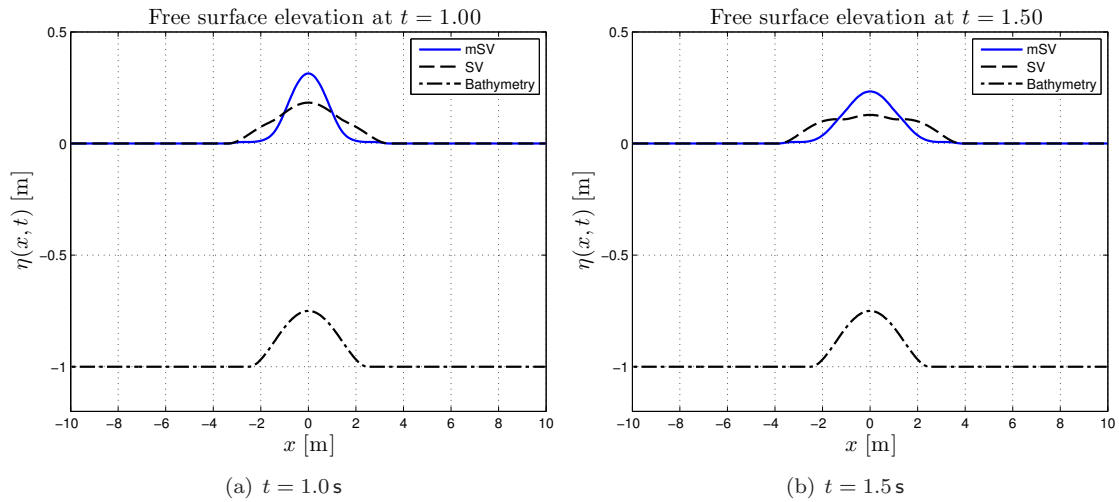 Free surface elevation at t = 1.00
0.5
0
−0.5
−1
η(x, t) [m]
mSV
SV
Bathymetry
−10 −8 −6 −4 −2 0 2 4 6 8 10
x [m]
(a) t = 1.0 s
Free surface elevation at t = 1.50
0.5
0
−0.5
−1
η(x, t) [m]
mSV
SV
Bathymetry
−10 −8 −6 −4 −2 0 2 4 6 8 10
x [m]
(b) t = 1.5 s